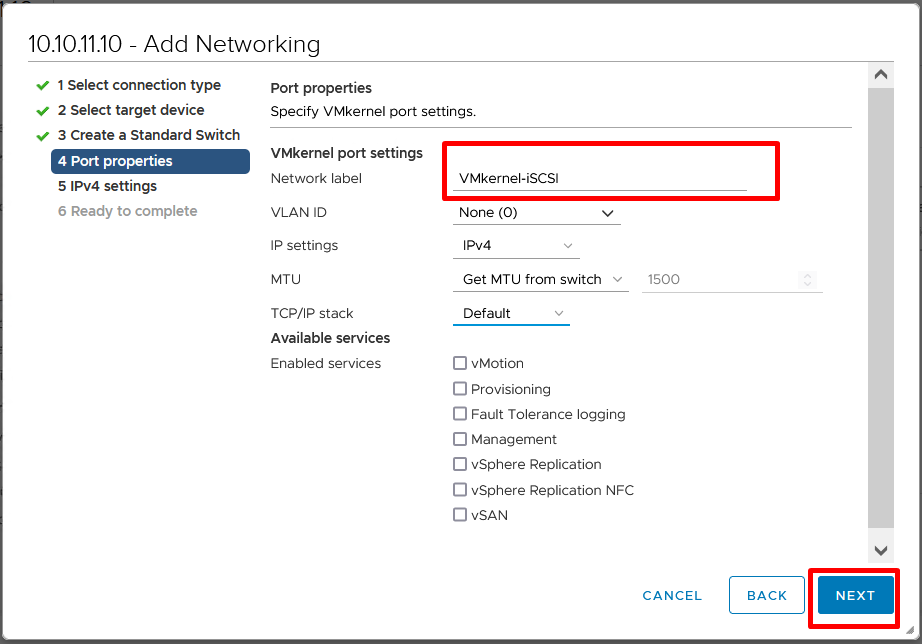 10.10.11.10 - Add Networking
1 Select connection type
2 Select target device
3 Create a Standard Switch
4 Port properties
5 IPv4 settings
6 Ready to complete
Port properties
Specify VMkernel port settings.
VMkernel port settings
Network label VMkernel-iSCSI
VLAN ID None (0)
IP settings IPv4
MTU Get MTU from switch 1500
TCP/IP stack Default
Available services
Enabled services vMotion
Provisioning
Fault Tolerance logging
Management
vSphere Replication
vSphere Replication NFC
vSAN
CANCEL BACK NEXT